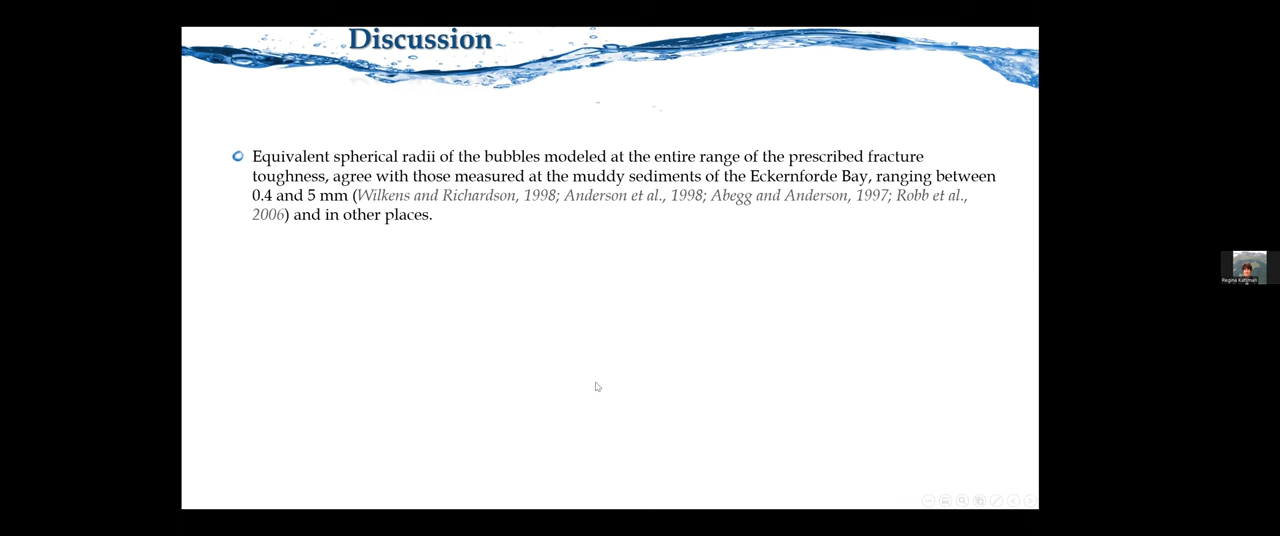 Discussion
Equivalent spherical radii of the bubbles modeled at the entire range of the prescribed fracture
toughness, agree with those measured at the muddy sediments of the Eckernforde Bay, ranging between
0.4 and 5 mm (Wilkens and Richardson, 1998; Anderson et al., 1998; Abegg and Anderson, 1997; Robb et al.,
2006) and in other places.
Regina Katsman